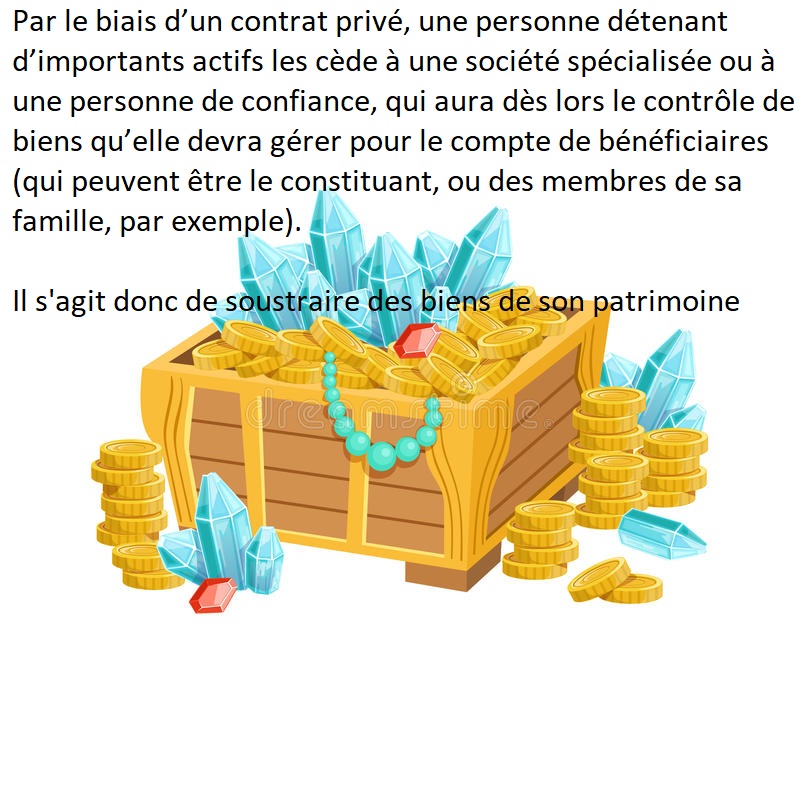 Par le biais d’un contrat privé, une personne détenant
d’importants actifs les cède à une société spécialisée ou à
une personne de confiance, qui aura dès lors le contrôle de
biens qu’elle devra gérer pour le compte de bénéficiaires
(qui peuvent être le constituant, ou des membres de sa
famille, par exemple).
Il s'agit donc de soustraire des biens de son patrimoine
dreamstime.